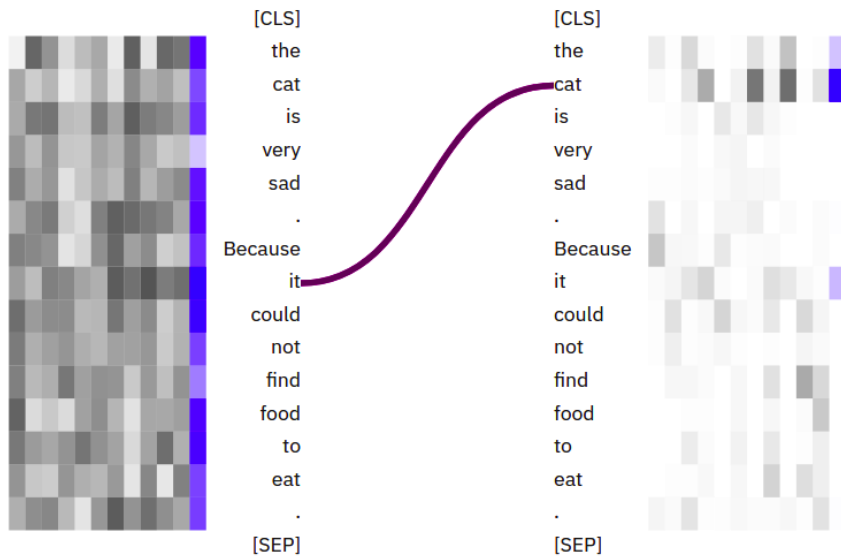 [CLS] [CLS]
the the
cat cat
is is
very very
sad sad
. .
Because Because
it it
could could
not not
find find
food food
to to
eat eat
. .
[SEP] [SEP]